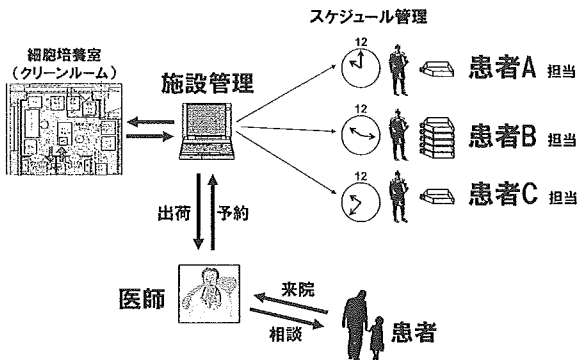 スケジュール管理
細胞培養室
(クリーンルーム)
施設管理
12
患者A 担当
12
患者B 担当
12
患者C 担当
出荷
予約
医師
来院
相談
患者